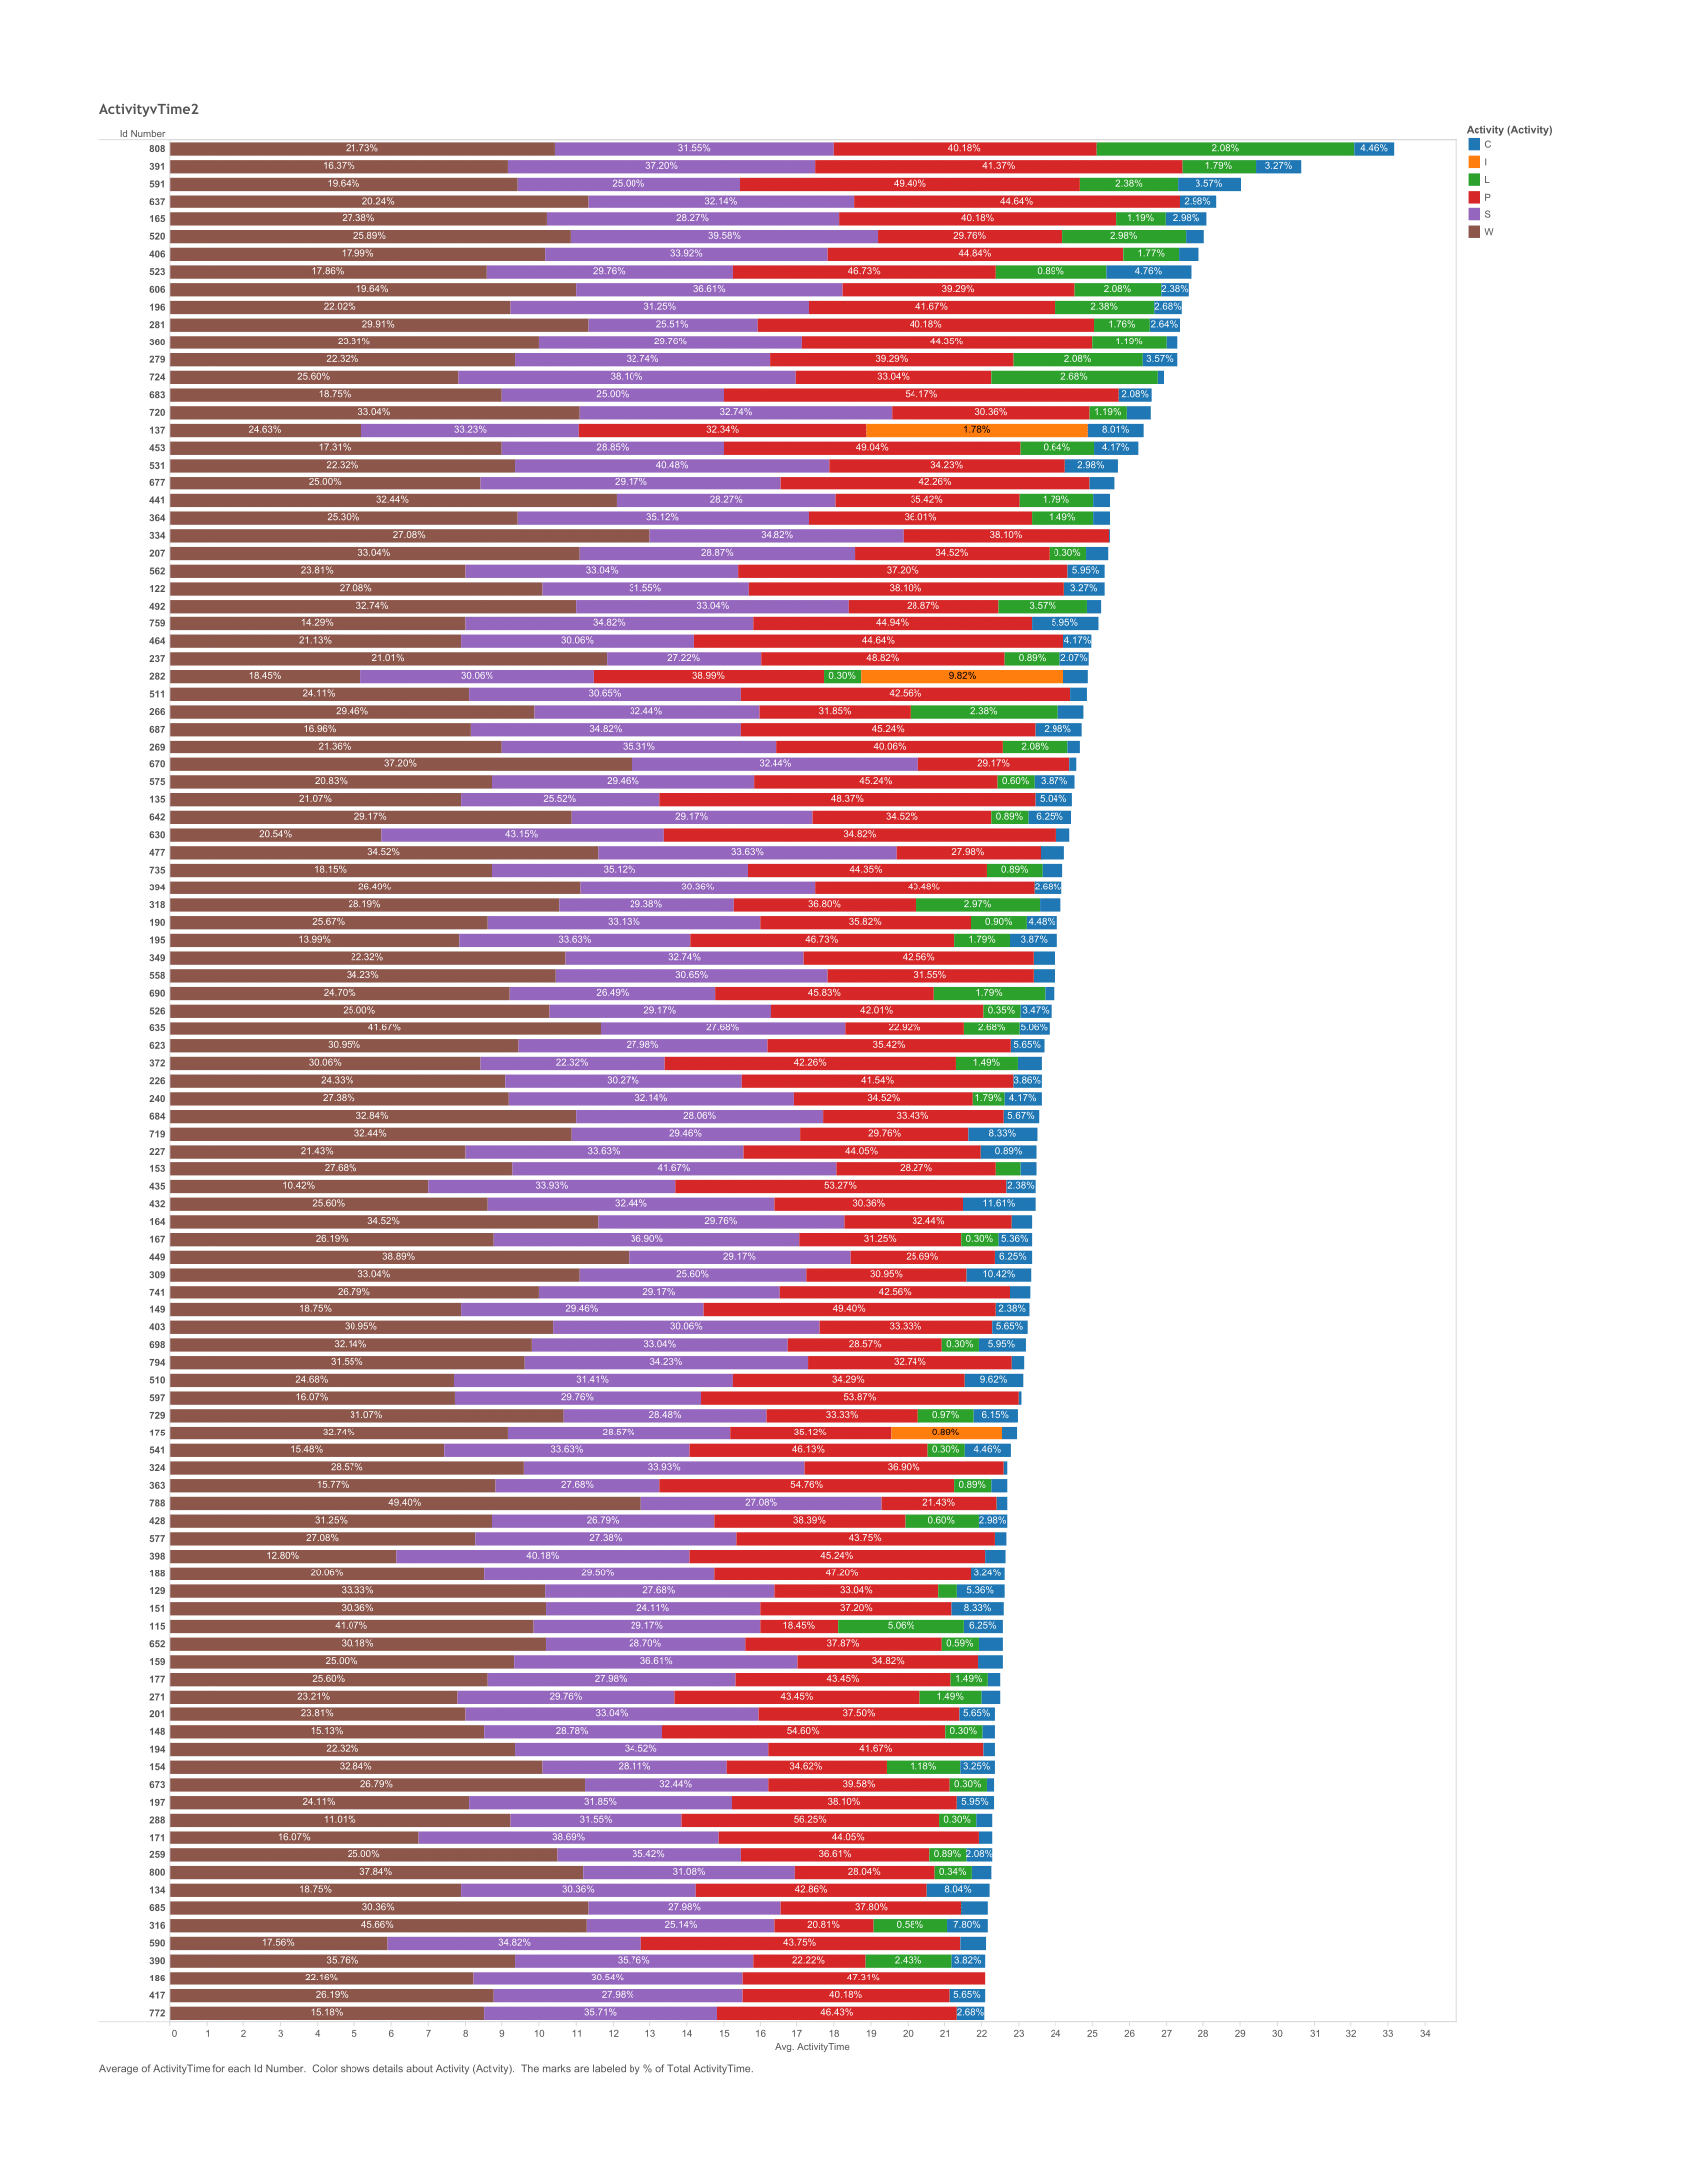 ActivityvTime2
Id Number
Activity (Activity)
C
I
L
P
S
W
808 21.73% 31.55% 40.18% 2.08% 4.46%
391 16.37% 37.20% 41.37% 1.79% 3.27%
591 19.64% 25.00% 49.40% 2.38% 3.57%
637 20.24% 32.14% 44.64% 2.98%
165 27.38% 28.27% 40.18% 1.19% 2.98%
520 25.89% 39.58% 29.76% 2.98%
406 17.99% 33.92% 44.84% 1.77%
523 17.86% 29.76% 46.73% 0.89% 4.76%
606 19.64% 36.61% 39.29% 2.08% 2.38%
196 22.02% 31.25% 41.67% 2.38% 2.68%
281 29.91% 25.51% 40.18% 1.76% 2.64%
360 23.81% 29.76% 44.35% 1.19%
279 22.32% 32.74% 39.29% 2.08% 3.57%
724 25.60% 38.10% 33.04% 2.68%
683 18.75% 25.00% 54.17% 2.08%
720 33.04% 32.74% 30.36% 1.19%
137 24.63% 33.23% 32.34% 1.78% 8.01%
453 17.31% 28.85% 49.04% 0.64% 4.17%
531 22.32% 40.48% 34.23% 2.98%
677 25.00% 29.17% 42.26%
441 32.44% 28.27% 35.42% 1.79%
364 25.30% 35.12% 36.01% 1.49%
334 27.08% 34.82% 38.10%
207 33.04% 28.87% 34.52% 0.30%
562 23.81% 33.04% 37.20% 5.95%
122 27.08% 31.55% 38.10% 3.27%
492 32.74% 33.04% 28.87% 3.57%
759 14.29% 34.82% 44.94% 5.95%
464 21.13% 30.06% 44.64% 4.17%
237 21.01% 27.22% 48.82% 0.89% 2.07%
282 18.45% 30.06% 38.99% 0.30% 9.82%
511 24.11% 30.65% 42.56%
266 29.46% 32.44% 31.85% 2.38%
687 16.96% 34.82% 45.24% 2.98%
269 21.36% 35.31% 40.06% 2.08%
670 37.20% 32.44% 29.17%
575 20.83% 29.46% 45.24% 0.60% 3.87%
135 21.07% 25.52% 48.37% 5.04%
642 29.17% 29.17% 34.52% 0.89% 6.25%
630 20.54% 43.15% 34.82%
477 34.52% 33.63% 27.98%
735 18.15% 35.12% 44.35% 0.89%
394 26.49% 30.36% 40.48% 2.68%
318 28.19% 29.38% 36.80% 2.97%
190 25.67% 33.13% 35.82% 0.90% 4.48%
195 13.99% 33.63% 46.73% 1.79% 3.87%
349 22.32% 32.74% 42.56%
558 34.23% 30.65% 31.55%
690 24.70% 26.49% 45.83% 1.79%
526 25.00% 29.17% 42.01% 0.35% 3.47%
635 41.67% 27.68% 22.92% 2.68% 5.06%
623 30.95% 27.98% 35.42% 5.65%
372 30.06% 22.32% 42.26% 1.49%
226 24.33% 30.27% 41.54% 3.86%
240 27.38% 32.14% 34.52% 1.79% 4.17%
684 32.84% 28.06% 33.43% 5.67%
719 32.44% 29.46% 29.76% 8.33%
227 21.43% 33.63% 44.05% 0.89%
153 27.68% 41.67% 28.27%
435 10.42% 33.93% 53.27% 2.38%
432 25.60% 32.44% 30.36% 11.61%
164 34.52% 29.76% 32.44%
167 26.19% 36.90% 31.25% 0.30% 5.36%
449 38.89% 29.17% 25.69% 6.25%
309 33.04% 25.60% 30.95% 10.42%
741 26.79% 29.17% 42.56%
149 18.75% 29.46% 49.40% 2.38%
403 30.95% 30.06% 33.33% 5.65%
698 32.14% 33.04% 28.57% 0.30% 5.95%
794 31.55% 34.23% 32.74%
510 24.68% 31.41% 34.29% 9.62%
597 16.07% 29.76% 53.87%
729 31.07% 28.48% 33.33% 0.97% 6.15%
175 32.74% 28.57% 35.12% 0.89%
541 15.48% 33.63% 46.13% 0.30% 4.46%
324 28.57% 33.93% 36.90%
363 15.77% 27.68% 54.76% 0.89%
788 49.40% 27.08% 21.43%
428 31.25% 26.79% 38.39% 0.60% 2.98%
577 27.08% 27.38% 43.75%
398 12.80% 40.18% 45.24%
188 20.06% 29.50% 47.20% 3.24%
129 33.33% 27.68% 33.04% 5.36%
151 30.36% 24.11% 37.20% 8.33%
115 41.07% 29.17% 18.45% 5.06% 6.25%
652 30.18% 28.70% 37.87% 0.59%
159 25.00% 36.61% 34.82%
177 25.60% 27.98% 43.45% 1.49%
271 23.21% 29.76% 43.45% 1.49%
201 23.81% 33.04% 37.50% 5.65%
148 15.13% 28.78% 54.60% 0.30%
194 22.32% 34.52% 41.67%
154 32.84% 28.11% 34.62% 1.18% 3.25%
673 26.79% 32.44% 39.58% 0.30%
197 24.11% 31.85% 38.10% 5.95%
288 11.01% 31.55% 56.25% 0.30%
171 16.07% 38.69% 44.05%
259 25.00% 35.42% 36.61% 0.89% 2.08%
800 37.84% 31.08% 28.04% 0.34%
134 18.75% 30.36% 42.86% 8.04%
685 30.36% 27.98% 37.80%
316 45.66% 25.14% 20.81% 0.58% 7.80%
590 17.56% 34.82% 43.75%
390 35.76% 35.76% 22.22% 2.43% 3.82%
186 22.16% 30.54% 47.31%
417 26.19% 27.98% 40.18% 5.65%
772 15.18% 35.71% 46.43% 2.68%
0 1 2 3 4 5 6 7 8 9 10 11 12 13 14 15 16 17 18 19 20 21 22 23 24 25 26 27 28 29 30 31 32 33 34
Avg. ActivityTime
Average of ActivityTime for each Id Number. Color shows details about Activity (Activity). The marks are labeled by % of Total ActivityTime.